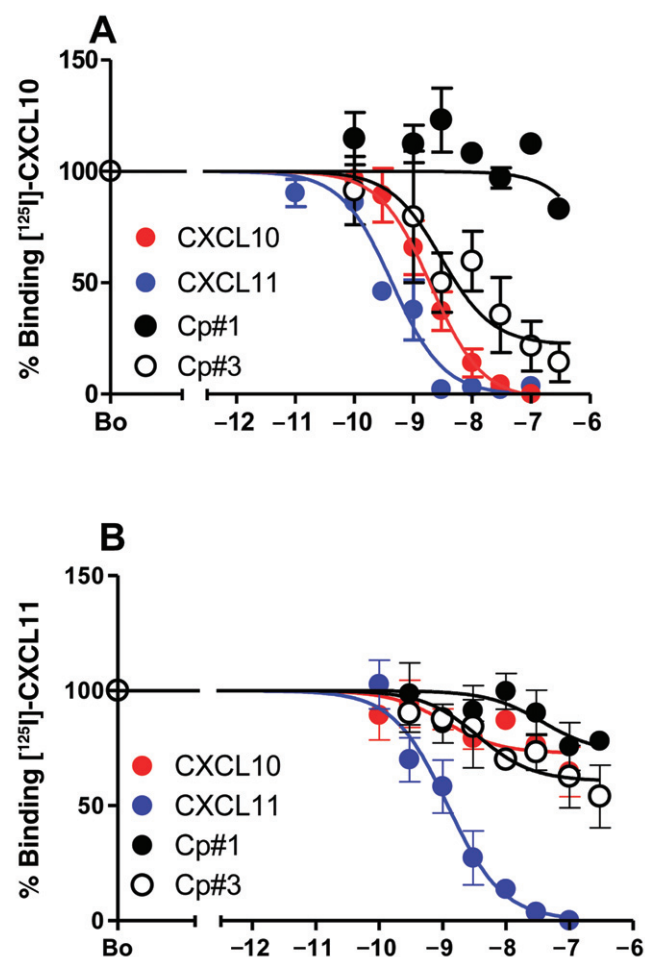 A
% Binding [¹²⁵I]-CXCL10
150
100
50
0
CXCL10
CXCL11
Cp#1
Cp#3
Bo
−12 −11 −10 −9 −8 −7 −6
B
% Binding [¹²⁵I]-CXCL11
150
100
50
0
CXCL10
CXCL11
Cp#1
Cp#3
Bo
−12 −11 −10 −9 −8 −7 −6